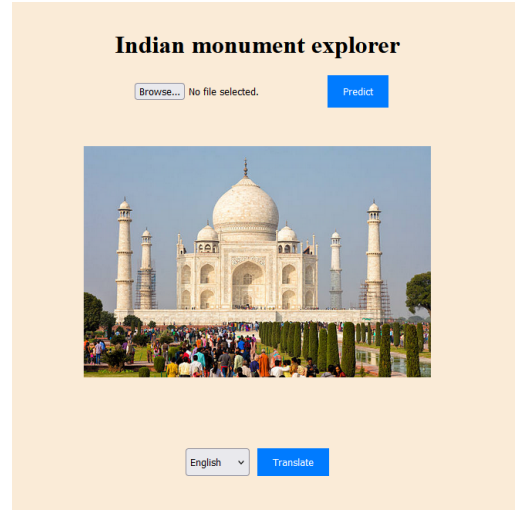 Indian monument explorer
Browse... No file selected. Predict
English Translate